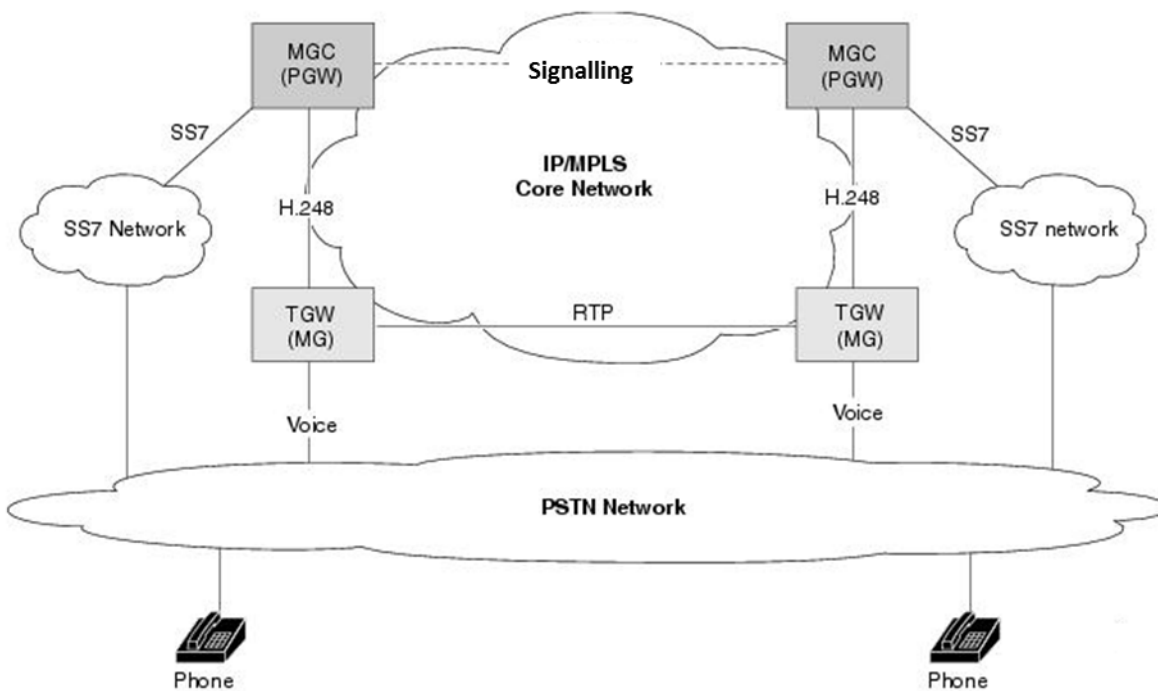 MGC
(PGW)
Signalling
MGC
(PGW)
SS7
SS7
IP/MPLS
Core Network
H.248
H.248
SS7 Network
SS7 network
TGW
(MG)
RTP
TGW
(MG)
Voice
Voice
PSTN Network
Phone
Phone